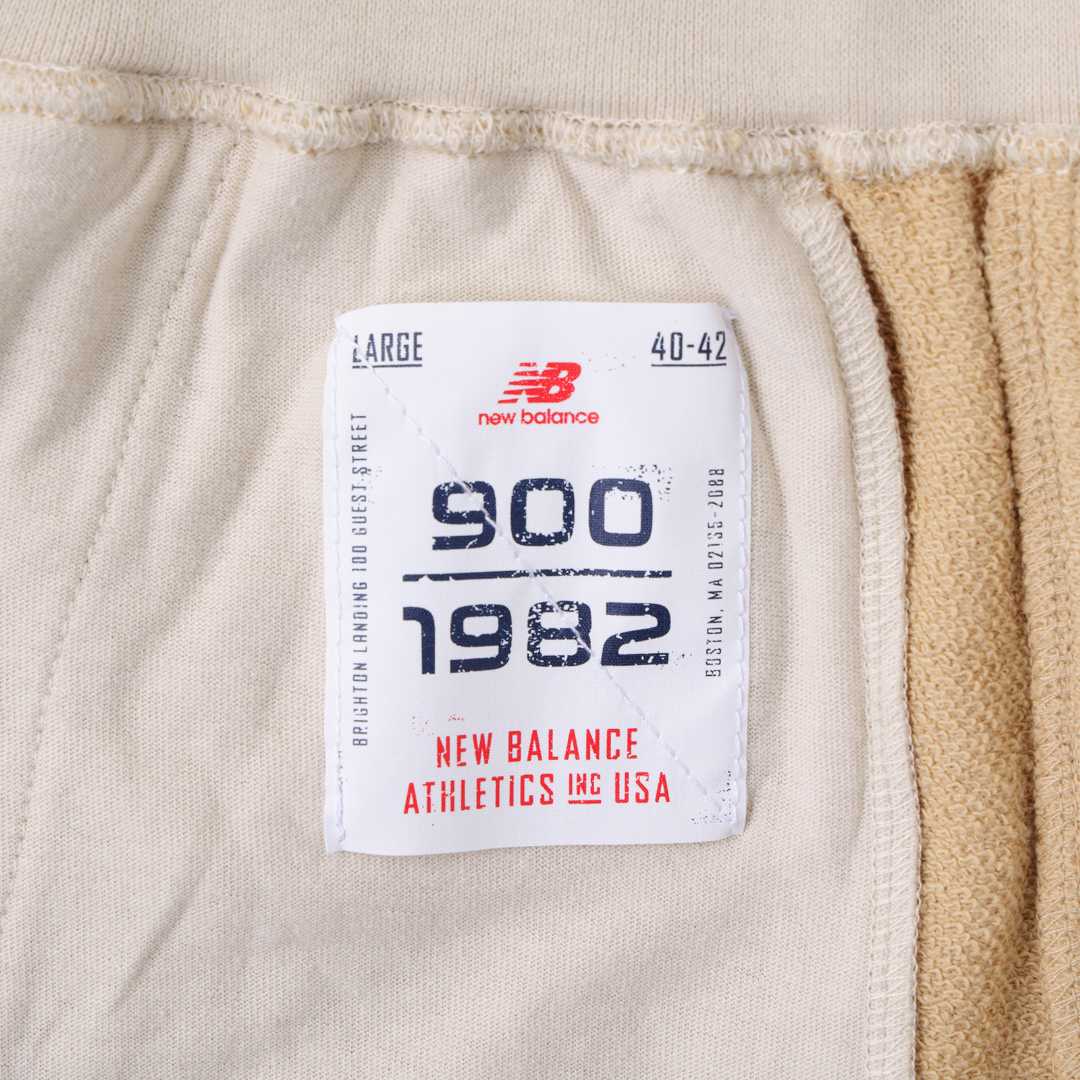 LARGE
40-42
NB
new balance
BRIGHTON LANDING 100 GUEST STREET
900
1982
BOSTON, MA 02135-2088
NEW BALANCE
ATHLETICS INC USA